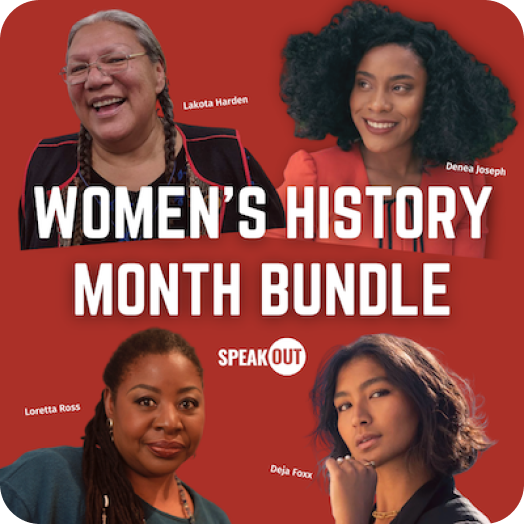 Lakota Harden
Denea Joseph
WOMEN'S HISTORY
MONTH BUNDLE
SPEAKOUT
Loretta Ross
Deja Foxx